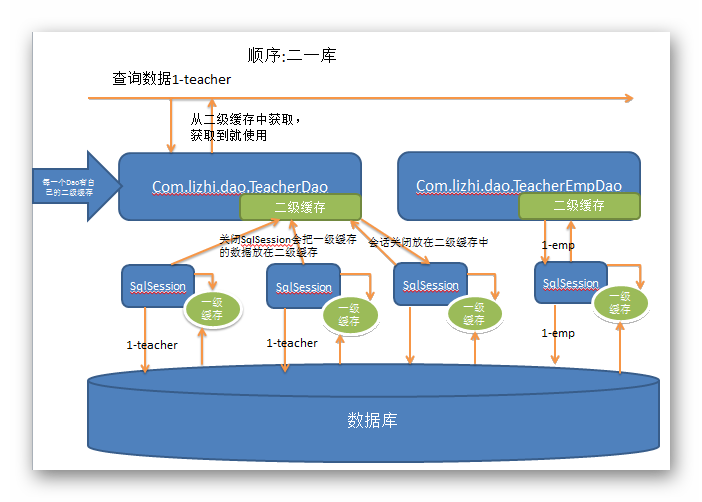 顺序:二一库
查询数据1-teacher
从二级缓存中获取，
获取到就使用
每一个Dao有自
己的二级缓存
Com.lizhi.dao.TeacherDao
二级缓存
Com.lizhi.dao.TeacherEmpDao
二级缓存
关闭SqlSession会把一级缓存
的数据放在二级缓存
会话关闭放在二级缓存中
1-emp
SqlSession
一级
缓存
SqlSession
一级
缓存
SqlSession
一级
缓存
SqlSession
一级
缓存
1-teacher
1-teacher
1-emp
数据库